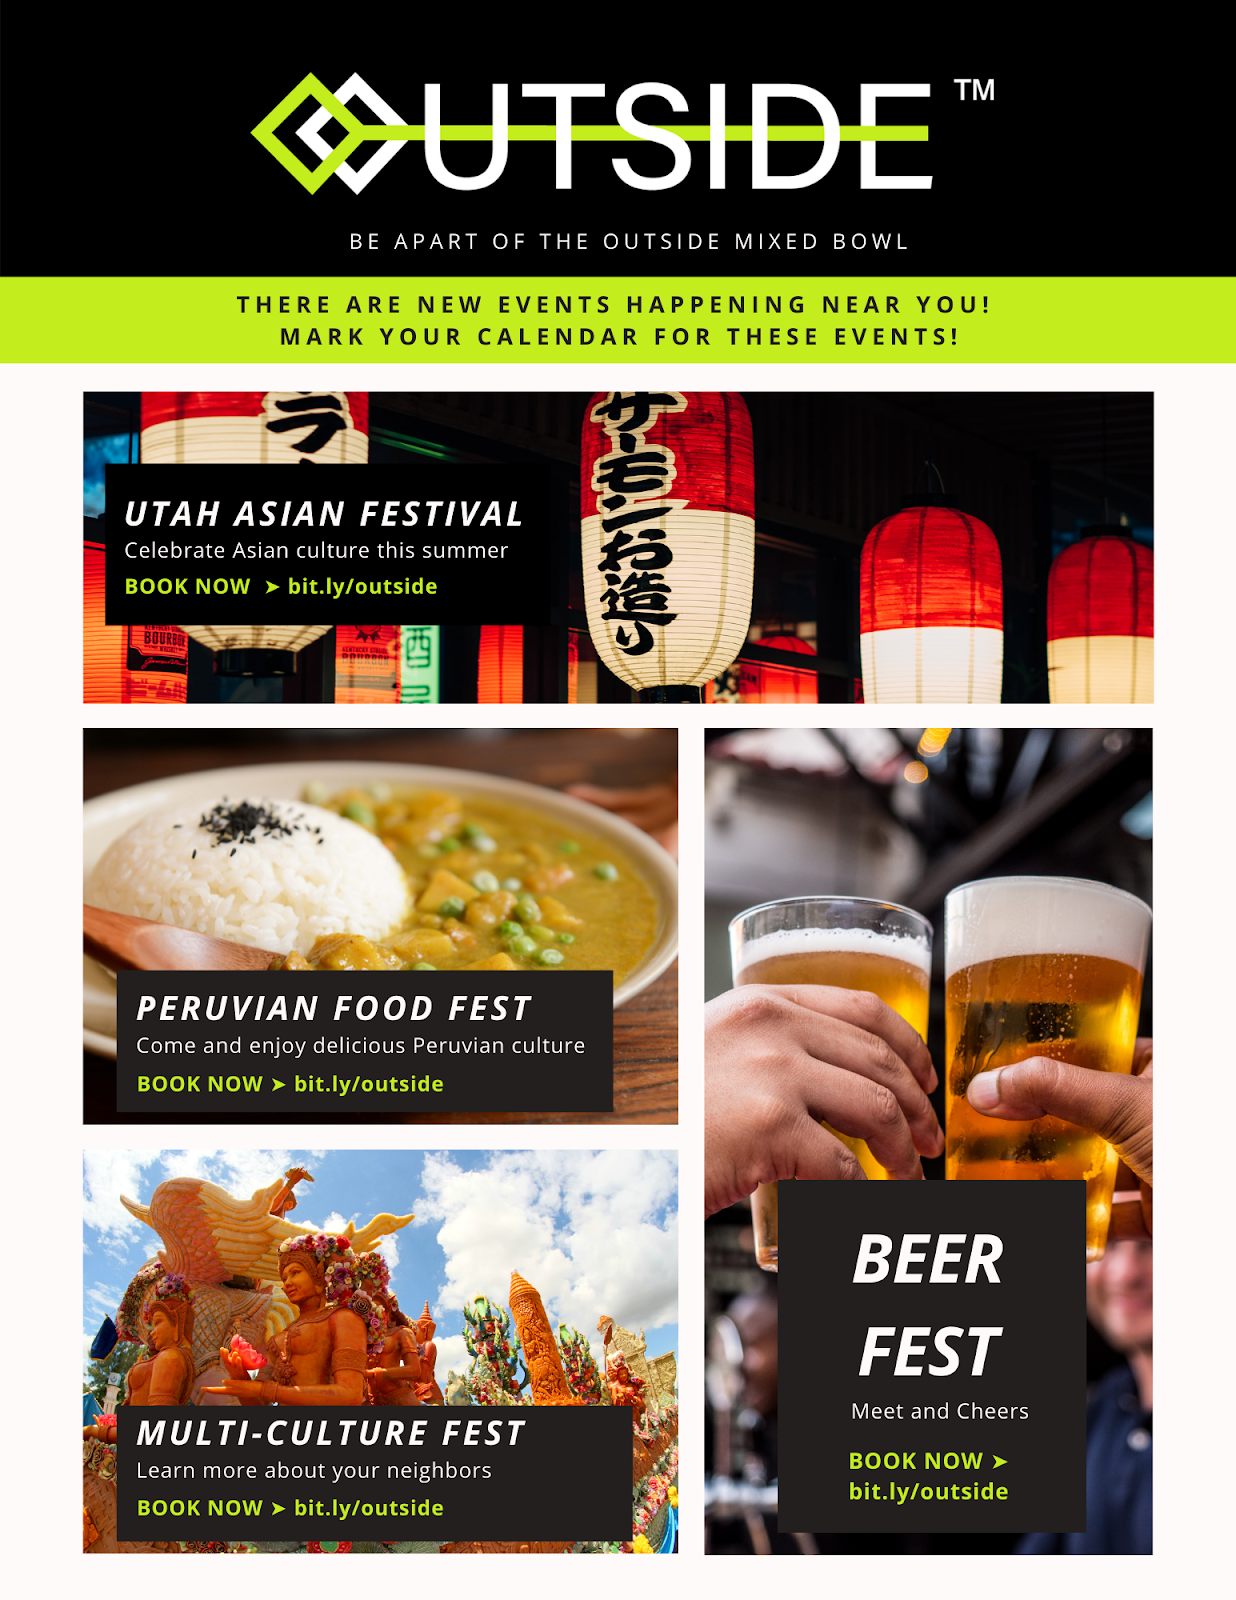 OUTSIDE ™
BE APART OF THE OUTSIDE MIXED BOWL
THERE ARE NEW EVENTS HAPPENING NEAR YOU!
MARK YOUR CALENDAR FOR THESE EVENTS!
サーモンお造り
UTAH ASIAN FESTIVAL
Celebrate Asian culture this summer
BOOK NOW ➤ bit.ly/outside
BOURBON
BOURBON
PERUVIAN FOOD FEST
Come and enjoy delicious Peruvian culture
BOOK NOW ➤ bit.ly/outside
MULTI-CULTURE FEST
Learn more about your neighbors
BOOK NOW ➤ bit.ly/outside
BEER
FEST
Meet and Cheers
BOOK NOW ➤
bit.ly/outside